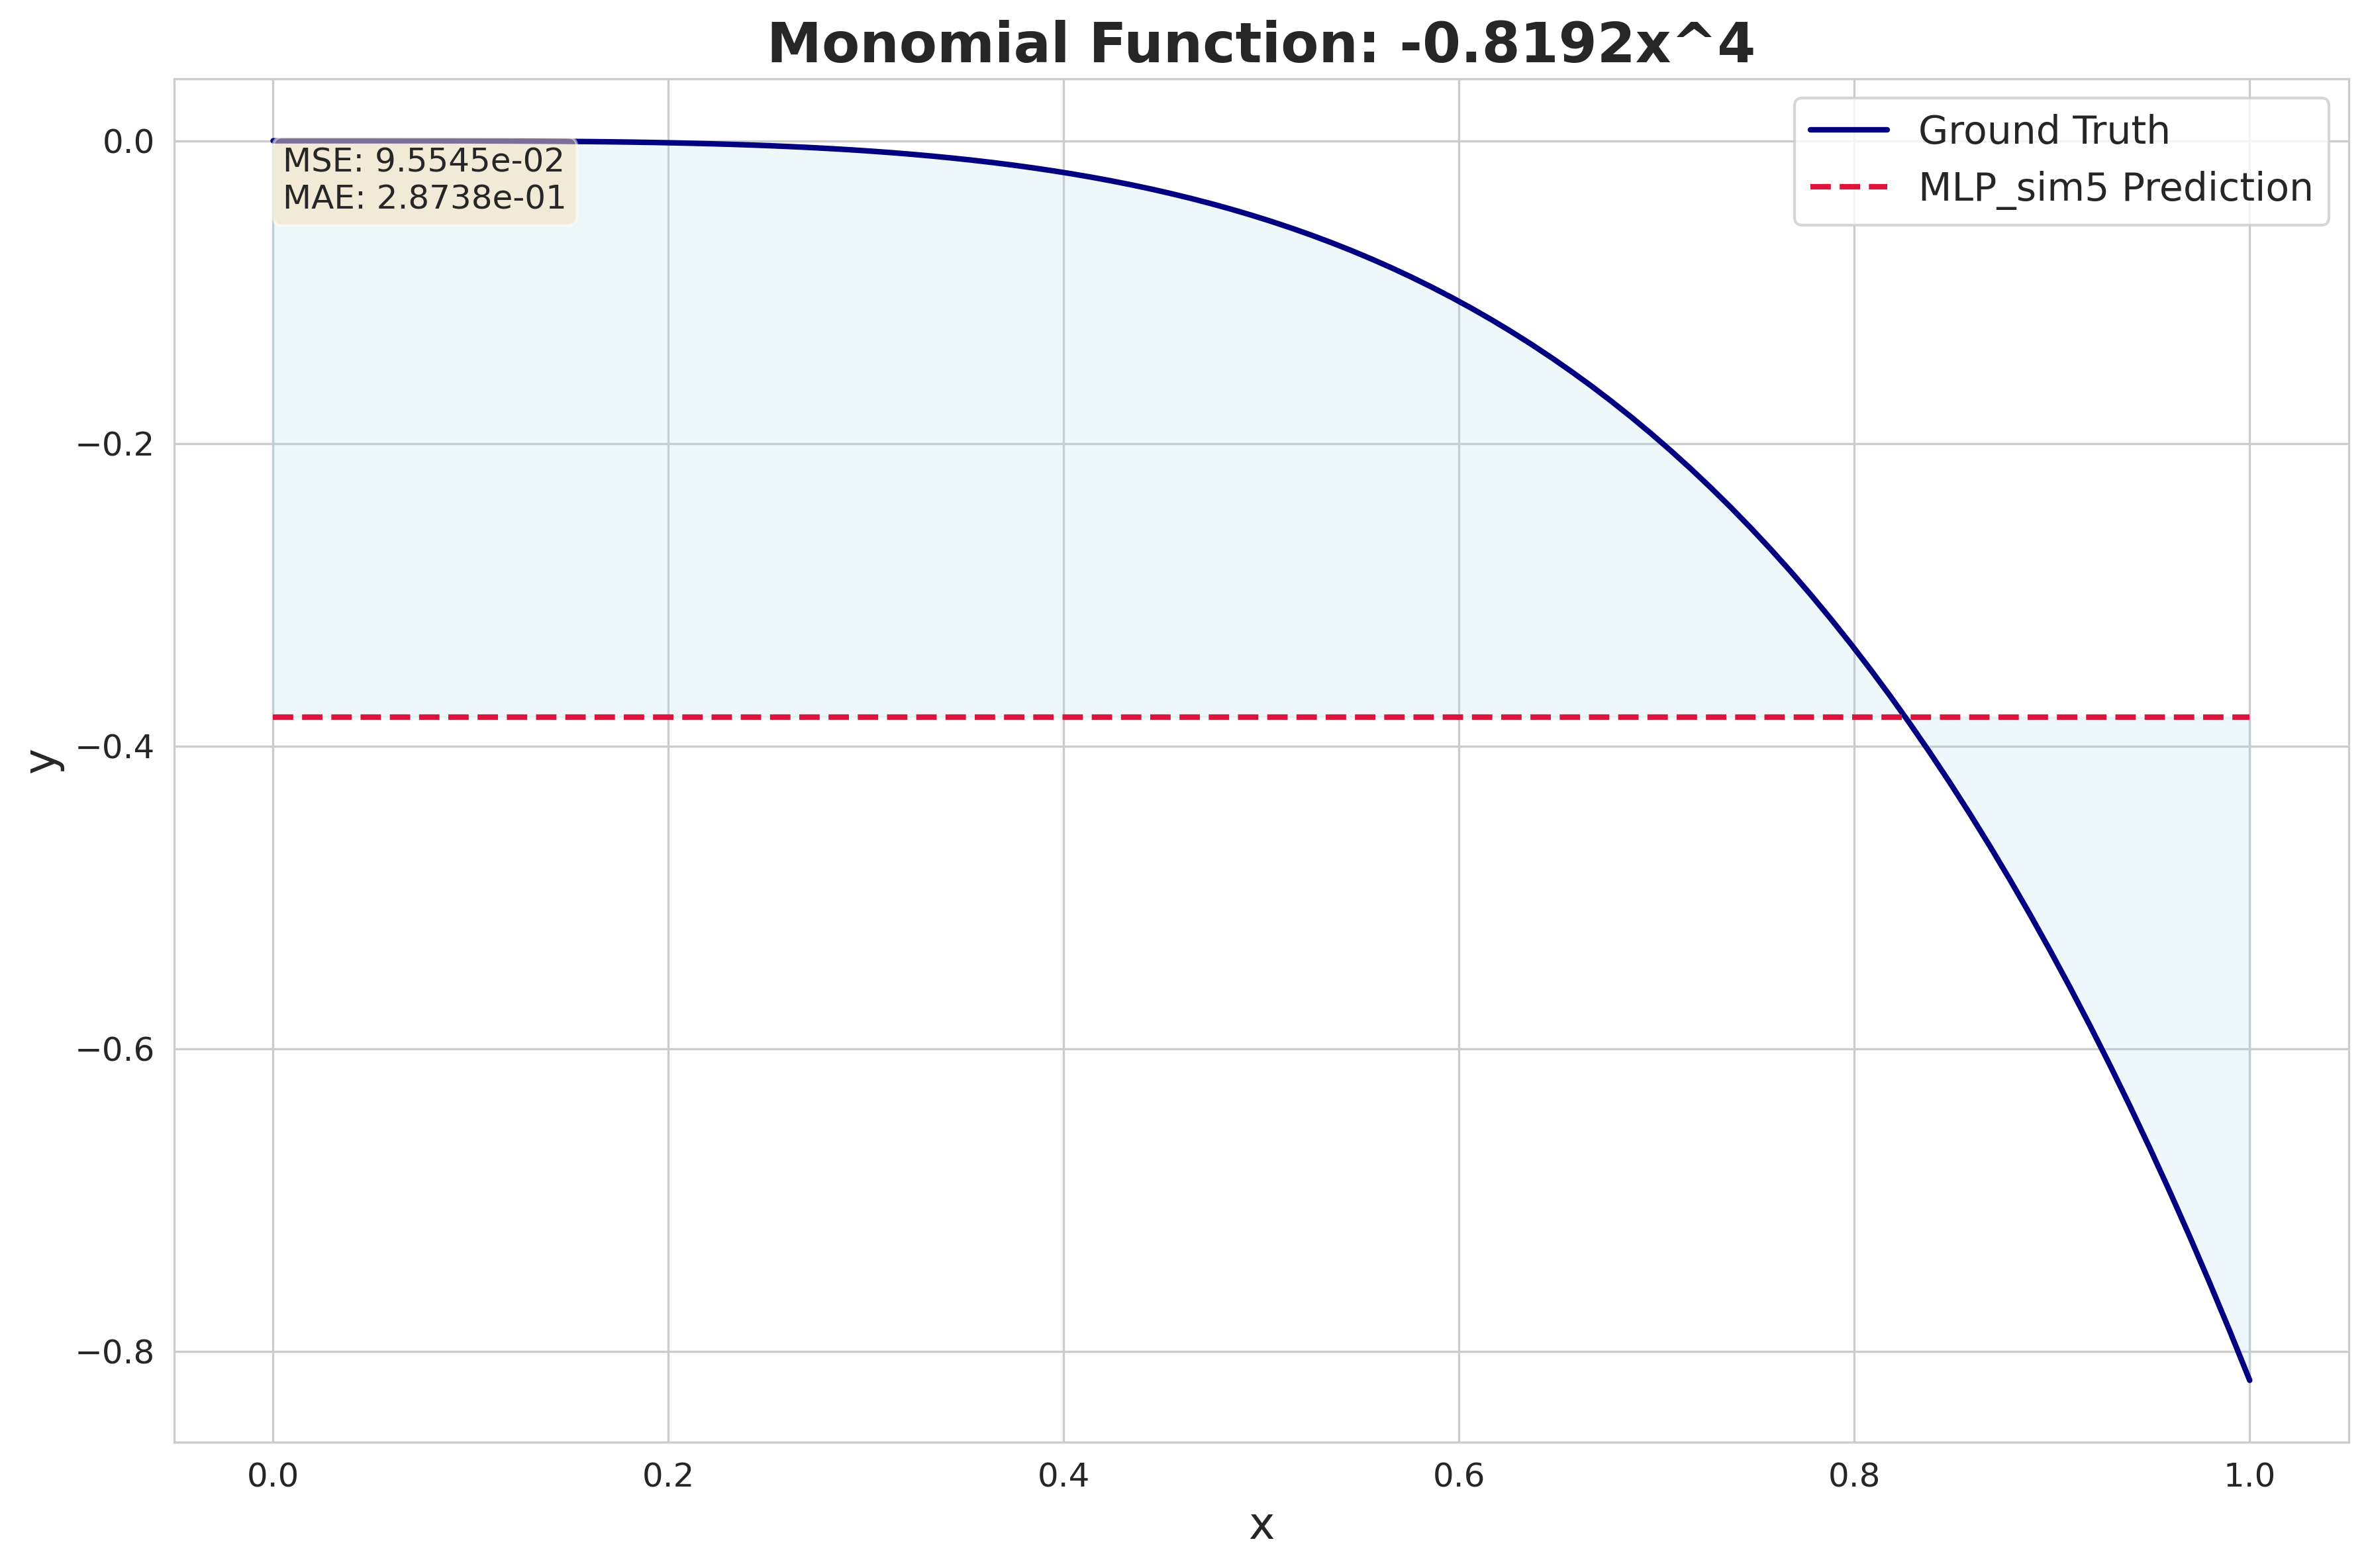 Monomial Function: -0.8192x^4
Ground Truth
MLP_sim5 Prediction
MSE: 9.5545e-02
MAE: 2.8738e-01
0.0
−0.2
−0.4
−0.6
−0.8
y
0.0
0.2
0.4
0.6
0.8
1.0
x